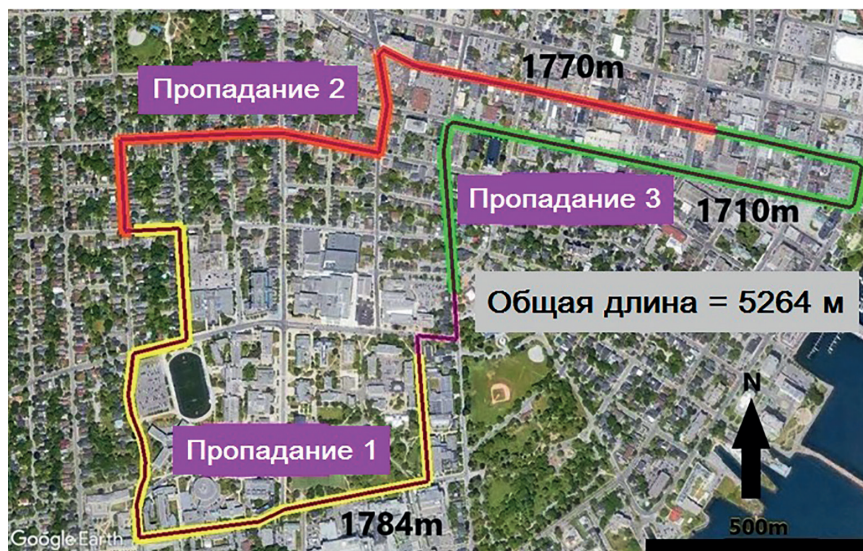 1770m
Пропадание 2
Пропадание 3
1710m
Общая длина = 5264 м
N
Пропадание 1
1784m
500m
Google Earth